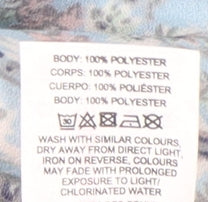 BODY: 100% POLYESTER
CORPS: 100% POLYESTER
CUERPO: 100% POLIÉSTER
BODY: 100% POLYESTER
30
WASH WITH SIMILAR COLOURS,
DRY AWAY FROM DIRECT LIGHT,
IRON ON REVERSE, COLOURS
MAY FADE WITH PROLONGED
EXPOSURE TO LIGHT/
CHLORINATED WATER